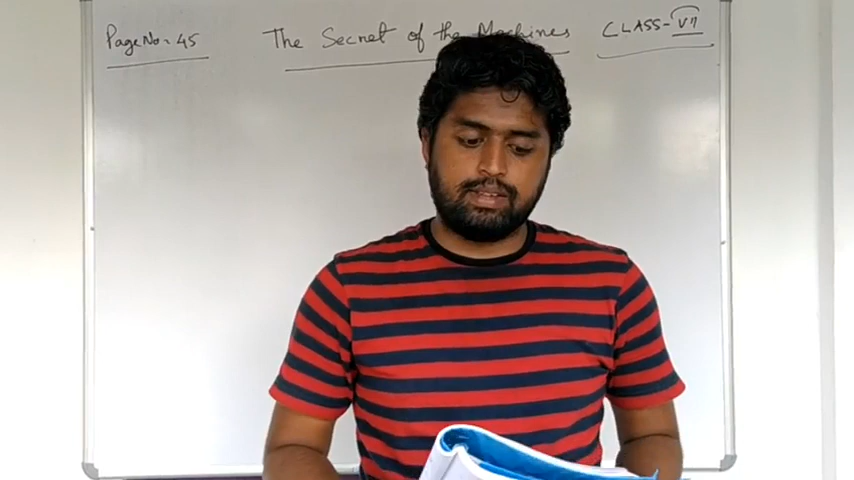 Page No- 45
The Secret of the Machines
CLASS-VII